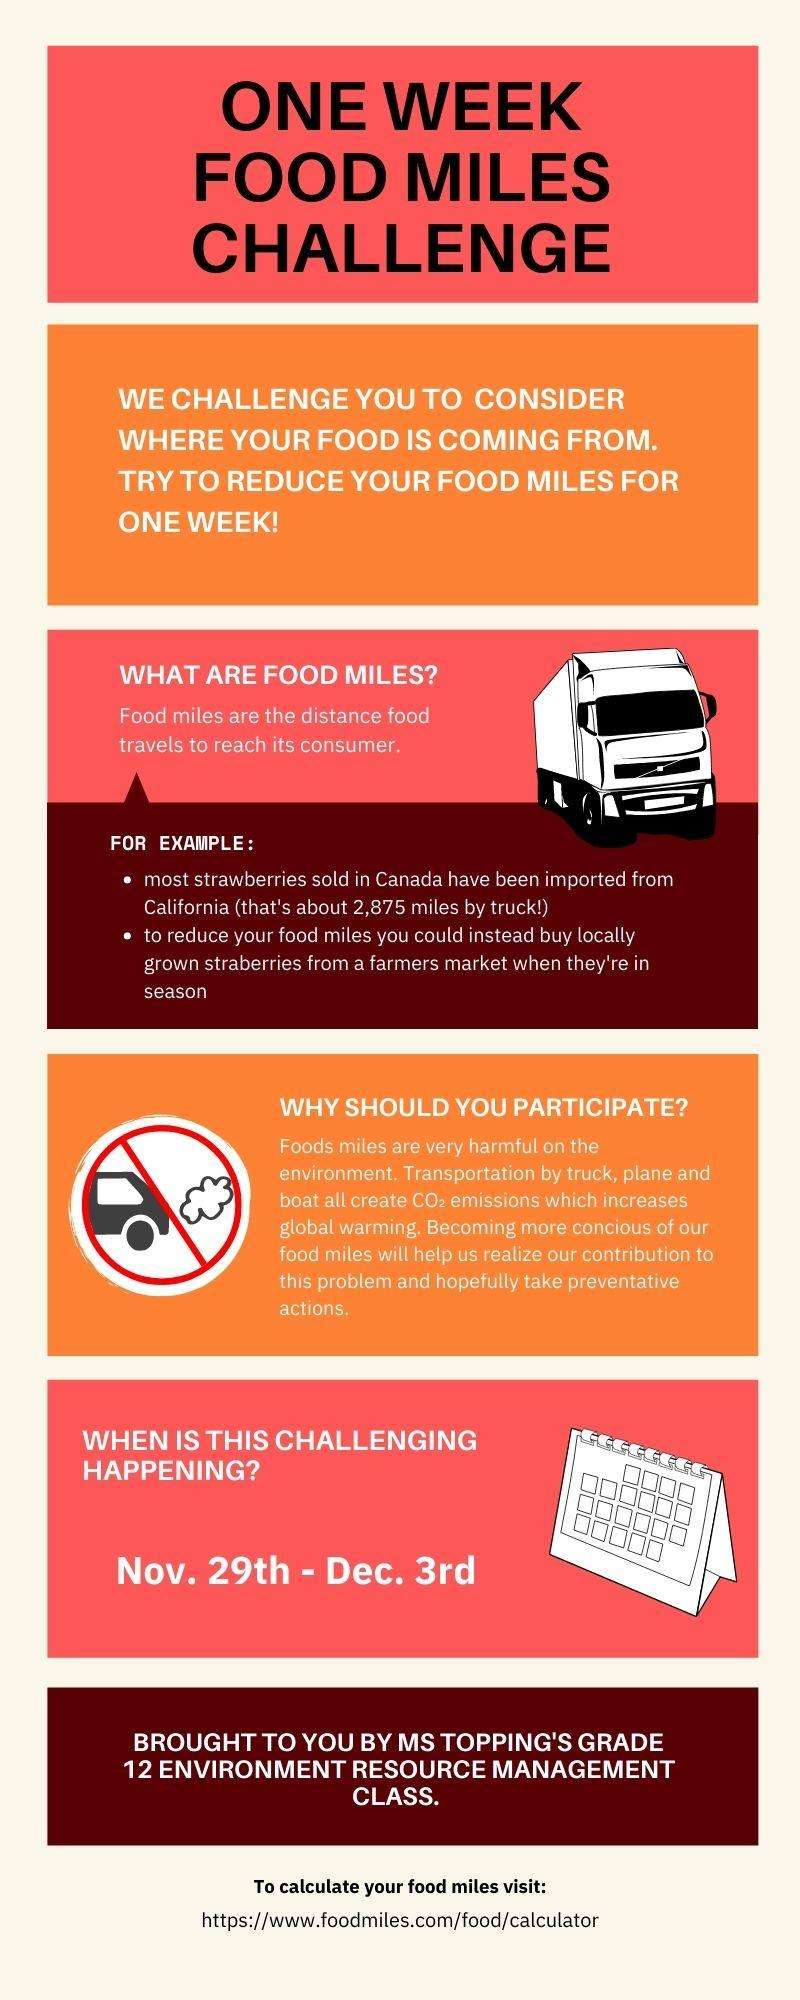 ONE WEEK
FOOD MILES
CHALLENGE
WE CHALLENGE YOU TO CONSIDER
WHERE YOUR FOOD IS COMING FROM.
TRY TO REDUCE YOUR FOOD MILES FOR
ONE WEEK!
WHAT ARE FOOD MILES?
Food miles are the distance food
travels to reach its consumer.
FOR EXAMPLE:
• most strawberries sold in Canada have been imported from
California (that's about 2,875 miles by truck!)
• to reduce your food miles you could instead buy locally
grown straberries from a farmers market when they're in
season
WHY SHOULD YOU PARTICIPATE?
Foods miles are very harmful on the
environment. Transportation by truck, plane and
boat all create CO₂ emissions which increases
global warming. Becoming more concious of our
food miles will help us realize our contribution to
this problem and hopefully take preventative
actions.
WHEN IS THIS CHALLENGING
HAPPENING?
Nov. 29th - Dec. 3rd
BROUGHT TO YOU BY MS TOPPING'S GRADE
12 ENVIRONMENT RESOURCE MANAGEMENT
CLASS.
To calculate your food miles visit:
https://www.foodmiles.com/food/calculator